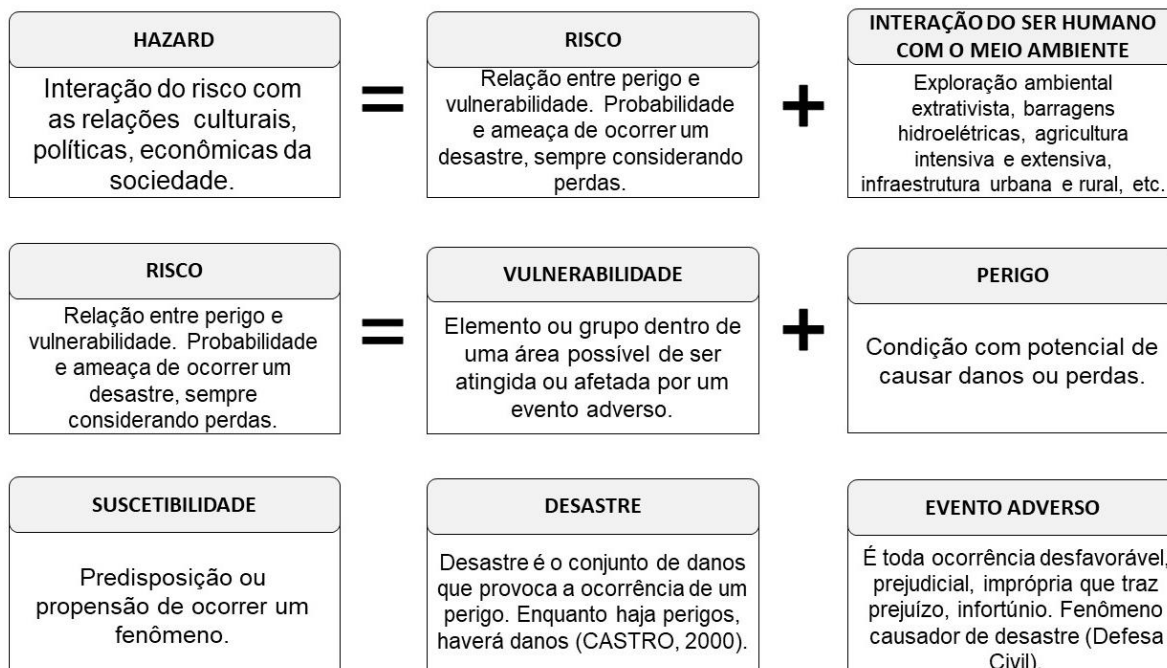 HAZARD
Interação do risco com
as relações culturais,
políticas, econômicas da
sociedade.
=
RISCO
Relação entre perigo e
vulnerabilidade. Probabilidade
e ameaça de ocorrer um
desastre, sempre considerando
perdas.
+
INTERAÇÃO DO SER HUMANO
COM O MEIO AMBIENTE
Exploração ambiental
extrativista, barragens
hidroelétricas, agricultura
intensiva e extensiva,
infraestrutura urbana e rural, etc.
RISCO
Relação entre perigo e
vulnerabilidade. Probabilidade
e ameaça de ocorrer um
desastre, sempre
considerando perdas.
=
VULNERABILIDADE
Elemento ou grupo dentro de
uma área possível de ser
atingida ou afetada por um
evento adverso.
+
PERIGO
Condição com potencial de
causar danos ou perdas.
SUSCETIBILIDADE
Predisposição ou
propensão de ocorrer um
fenômeno.
DESASTRE
Desastre é o conjunto de danos
que provoca a ocorrência de um
perigo. Enquanto haja perigos,
haverá danos (CASTRO, 2000).
EVENTO ADVERSO
É toda ocorrência desfavorável,
prejudicial, imprópria que traz
prejuízo, infortúnio. Fenômeno
causador de desastre (Defesa
Civil).